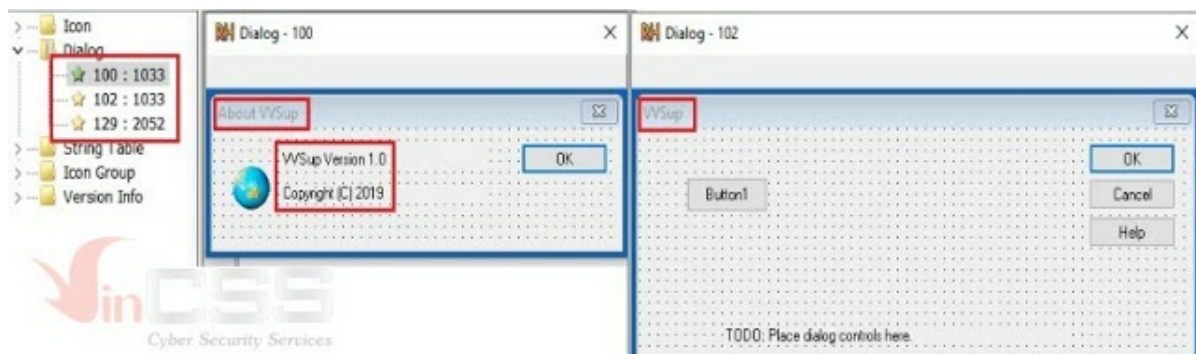 Icon
Dialog
100 : 1033
102 : 1033
129 : 2052
String Table
Icon Group
Version Info
Dialog - 100
About VVSup
VVSup Version 1.0
Copyright (C) 2019
OK
Dialog - 102
VVSup
Button1
OK
Cancel
Help
TODO: Place dialog controls here.
VinCSS
Cyber Security Services